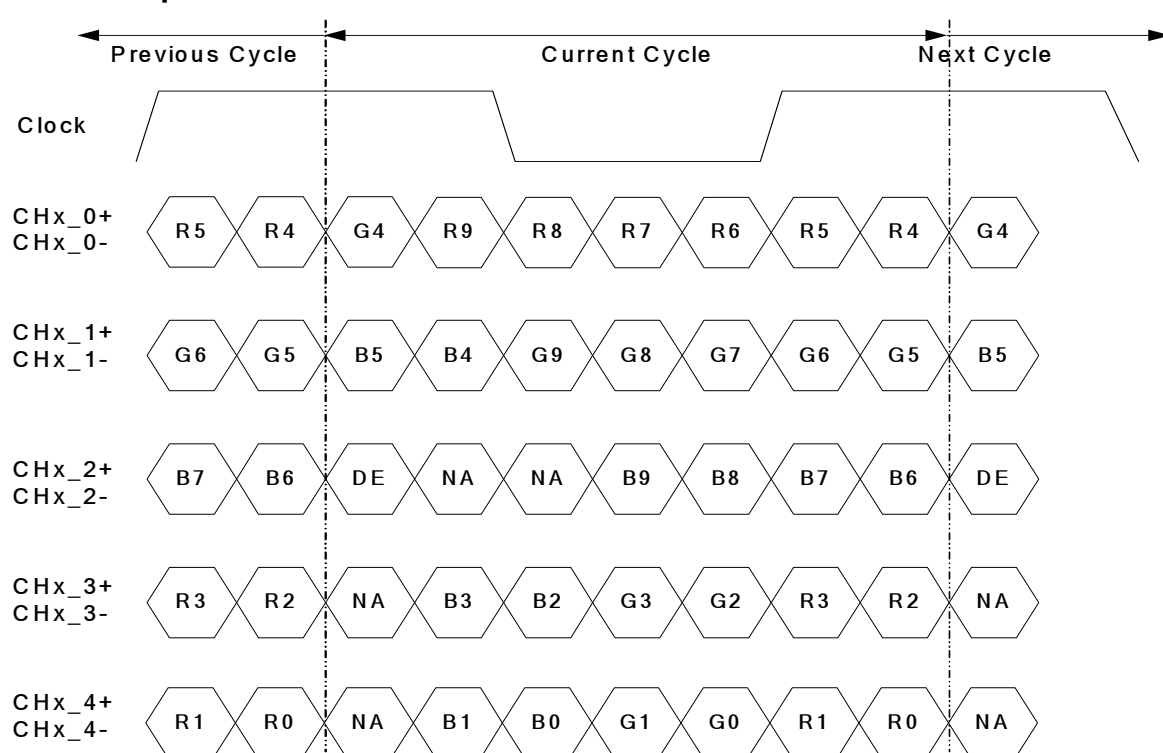 Previous Cycle Current Cycle Next Cycle
Clock
CHx_0+
CHx_0-
R5 R4 G4 R9 R8 R7 R6 R5 R4 G4
CHx_1+
CHx_1-
G6 G5 B5 B4 G9 G8 G7 G6 G5 B5
CHx_2+
CHx_2-
B7 B6 DE NA NA B9 B8 B7 B6 DE
CHx_3+
CHx_3-
R3 R2 NA B3 B2 G3 G2 R3 R2 NA
CHx_4+
CHx_4-
R1 R0 NA B1 B0 G1 G0 R1 R0 NA